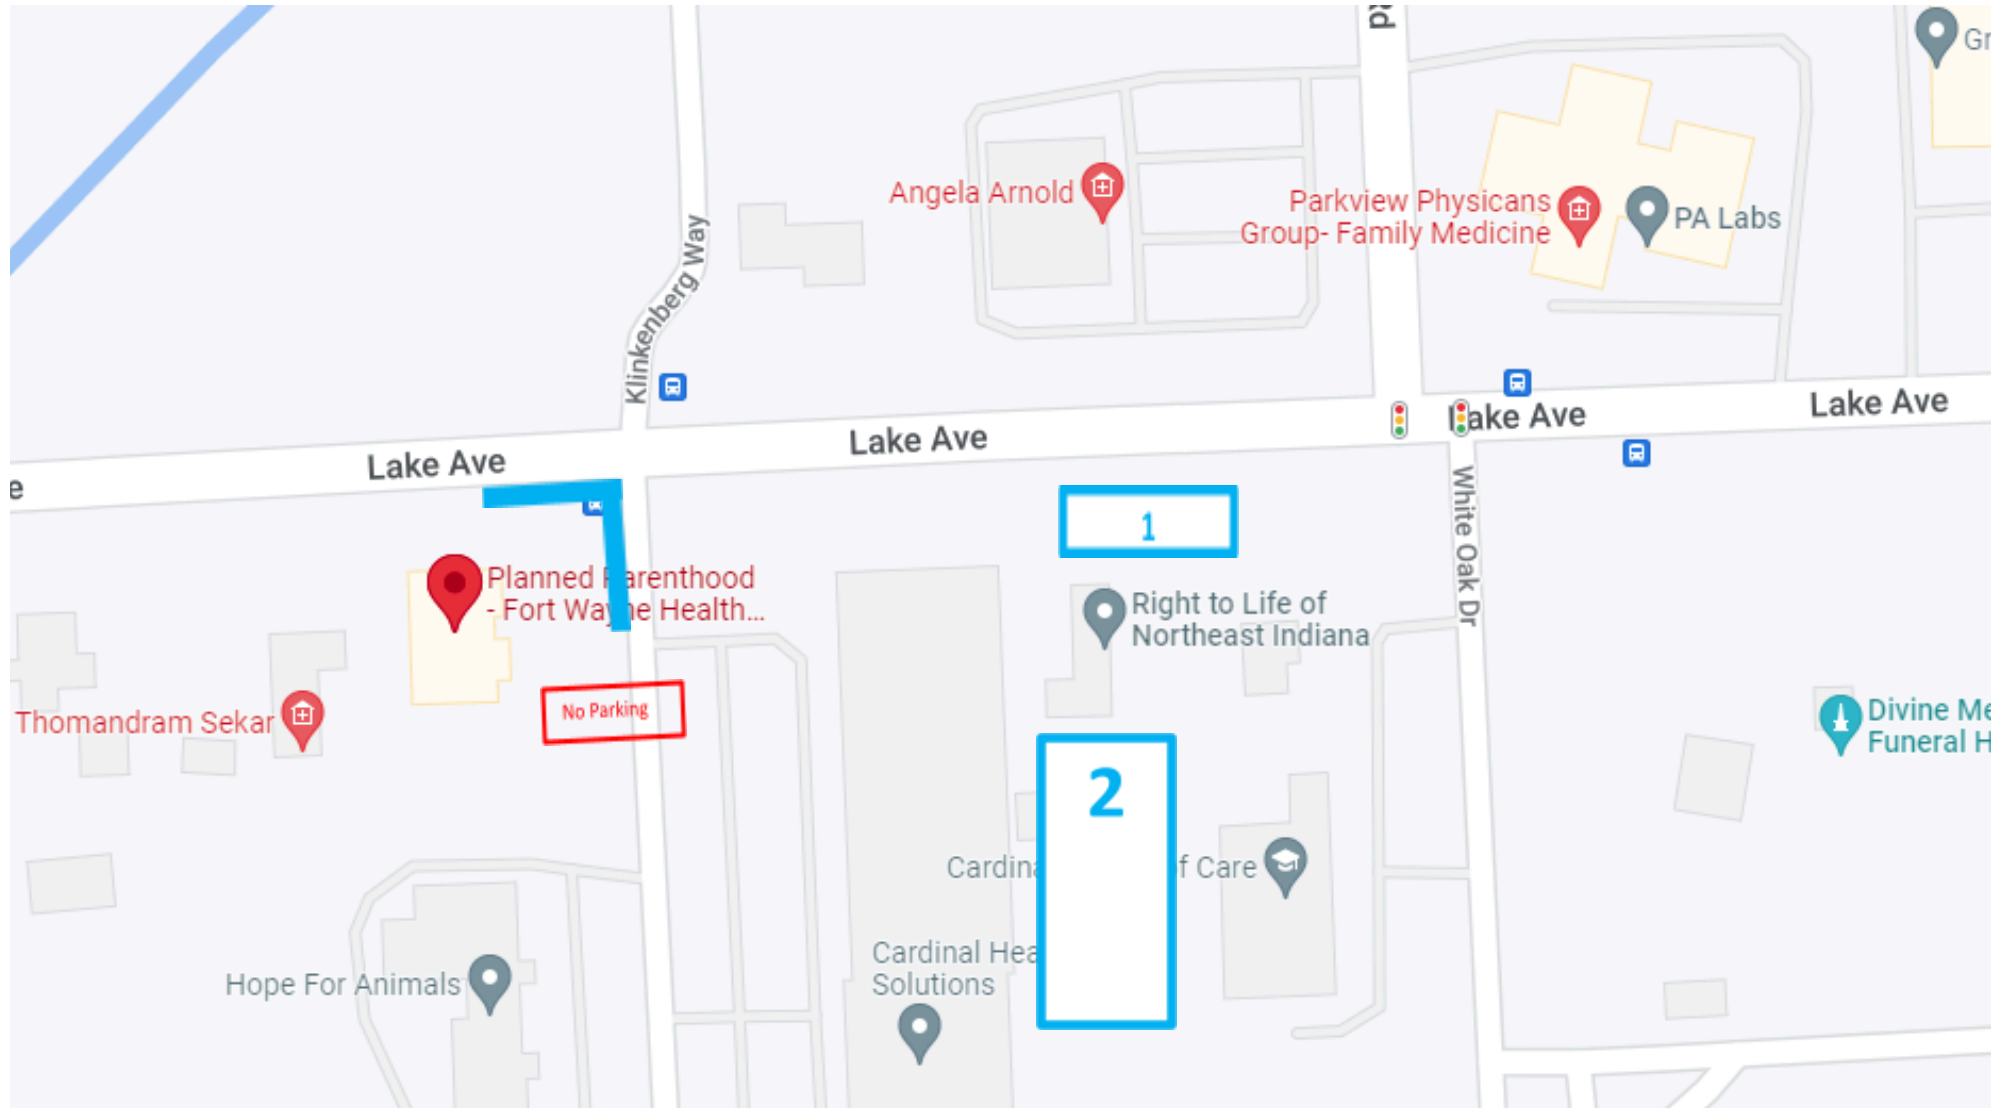 Gr
Angela Arnold
Parkview Physicans
Group- Family Medicine
PA Labs
Klinkenberg Way
Lake Ave
Lake Ave
Lake Ave
Lake Ave
e
White Oak Dr
1
Planned Parenthood
- Fort Wayne Health...
Right to Life of
Northeast Indiana
No Parking
Thomandram Sekar
Divine Me
Funeral H
2
Cardina
f Care
Cardinal Hea
Solutions
Hope For Animals